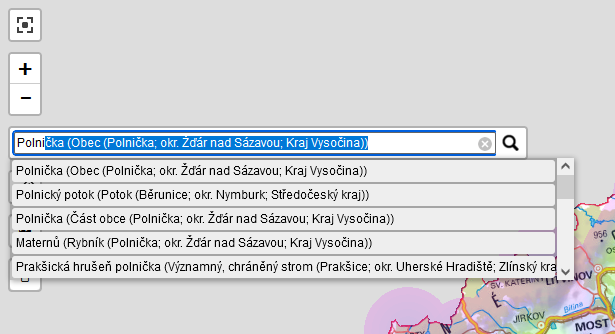 +
−
Polnička (Obec (Polnička; okr. Žďár nad Sázavou; Kraj Vysočina))
Polnička (Obec (Polnička; okr. Žďár nad Sázavou; Kraj Vysočina))
Polnický potok (Potok (Běrunice; okr. Nymburk; Středočeský kraj))
Polnička (Část obce (Polnička; okr. Žďár nad Sázavou; Kraj Vysočina))
Maternů (Rybník (Polnička; okr. Žďár nad Sázavou; Kraj Vysočina))
Prakšická hrušeň polnička (Významný, chráněný strom (Prakšice; okr. Uherské Hradiště; Zlínský kra
956
LITVÍNOV
Bílina
JIRKOV
MOST